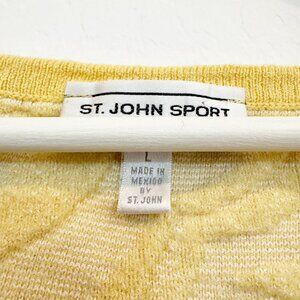 ST. JOHN SPORT
L
MADE IN
MEXICO
BY
ST. JOHN